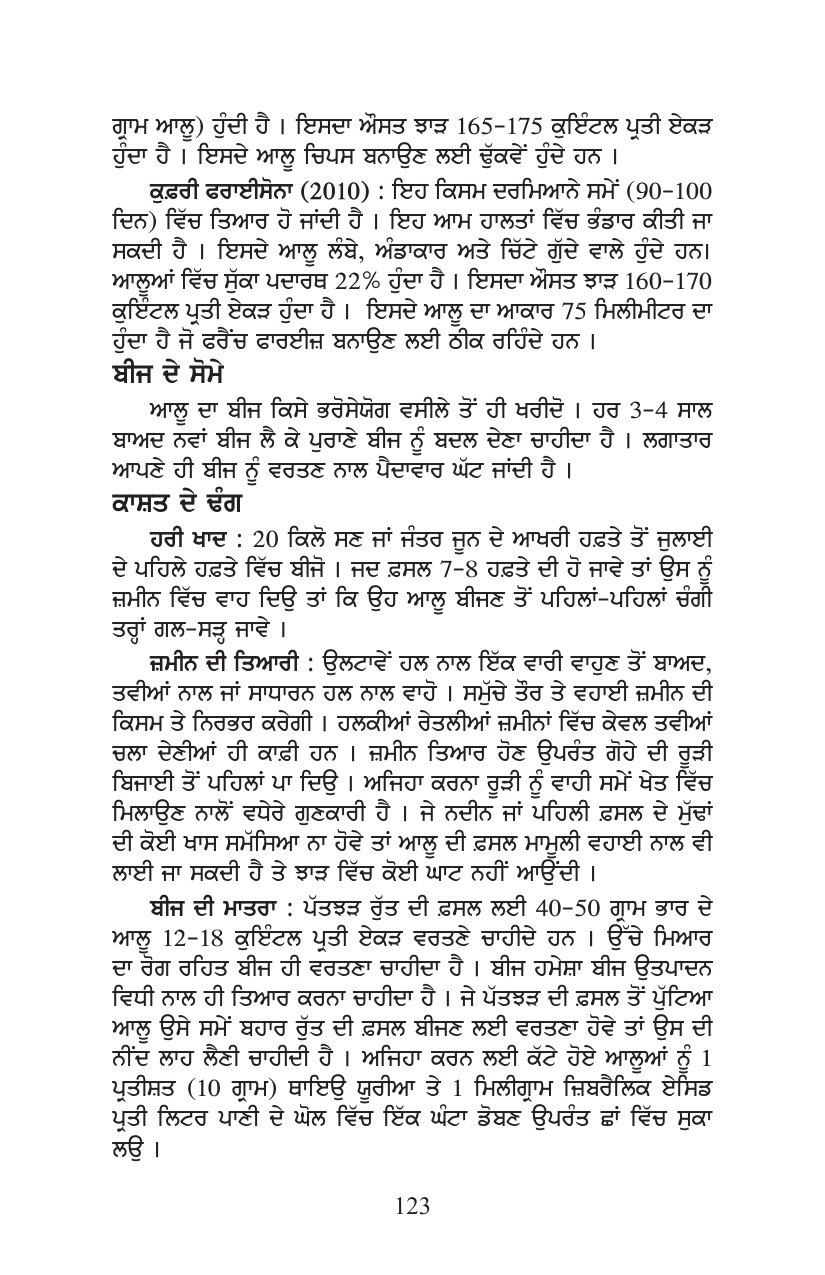 ਗ੍ਰਾਮ ਆਲੂ) ਹੁੰਦੀ ਹੈ । ਇਸਦਾ ਔਸਤ ਝਾੜ 165-175 ਕੁਇੰਟਲ ਪ੍ਰਤੀ ਏਕੜ
ਹੁੰਦਾ ਹੈ । ਇਸਦੇ ਆਲੂ ਚਿਪਸ ਬਨਾਉਣ ਲਈ ਢੁੱਕਵੇਂ ਹੁੰਦੇ ਹਨ ।
ਕੁਫ਼ਰੀ ਫਰਾਈਸੋਨਾ (2010) : ਇਹ ਕਿਸਮ ਦਰਮਿਆਨੇ ਸਮੇਂ (90-100
ਦਿਨ) ਵਿੱਚ ਤਿਆਰ ਹੋ ਜਾਂਦੀ ਹੈ । ਇਹ ਆਮ ਹਾਲਤਾਂ ਵਿੱਚ ਭੰਡਾਰ ਕੀਤੀ ਜਾ
ਸਕਦੀ ਹੈ । ਇਸਦੇ ਆਲੂ ਲੰਬੇ, ਅੰਡਾਕਾਰ ਅਤੇ ਚਿੱਟੇ ਗੁੱਦੇ ਵਾਲੇ ਹੁੰਦੇ ਹਨ।
ਆਲੂਆਂ ਵਿੱਚ ਸੁੱਕਾ ਪਦਾਰਥ 22% ਹੁੰਦਾ ਹੈ । ਇਸਦਾ ਔਸਤ ਝਾੜ 160-170
ਕੁਇੰਟਲ ਪ੍ਰਤੀ ਏਕੜ ਹੁੰਦਾ ਹੈ । ਇਸਦੇ ਆਲੂ ਦਾ ਆਕਾਰ 75 ਮਿਲੀਮੀਟਰ ਦਾ
ਹੁੰਦਾ ਹੈ ਜੋ ਫਰੈਂਚ ਫਾਰਈਜ਼ ਬਨਾਉਣ ਲਈ ਠੀਕ ਰਹਿੰਦੇ ਹਨ ।
ਬੀਜ ਦੇ ਸੋਮੇ
ਆਲੂ ਦਾ ਬੀਜ ਕਿਸੇ ਭਰੋਸੇਯੋਗ ਵਸੀਲੇ ਤੋਂ ਹੀ ਖਰੀਦੋ । ਹਰ 3-4 ਸਾਲ
ਬਾਅਦ ਨਵਾਂ ਬੀਜ ਲੈ ਕੇ ਪੁਰਾਣੇ ਬੀਜ ਨੂੰ ਬਦਲ ਦੇਣਾ ਚਾਹੀਦਾ ਹੈ । ਲਗਾਤਾਰ
ਆਪਣੇ ਹੀ ਬੀਜ ਨੂੰ ਵਰਤਣ ਨਾਲ ਪੈਦਾਵਾਰ ਘੱਟ ਜਾਂਦੀ ਹੈ ।
ਕਾਸ਼ਤ ਦੇ ਢੰਗ
ਹਰੀ ਖਾਦ : 20 ਕਿਲੋ ਸਣ ਜਾਂ ਜੰਤਰ ਜੂਨ ਦੇ ਆਖਰੀ ਹਫ਼ਤੇ ਤੋਂ ਜੁਲਾਈ
ਦੇ ਪਹਿਲੇ ਹਫ਼ਤੇ ਵਿੱਚ ਬੀਜੋ । ਜਦ ਫ਼ਸਲ 7-8 ਹਫ਼ਤੇ ਦੀ ਹੋ ਜਾਵੇ ਤਾਂ ਉਸ ਨੂੰ
ਜ਼ਮੀਨ ਵਿੱਚ ਵਾਹ ਦਿਉ ਤਾਂ ਕਿ ਉਹ ਆਲੂ ਬੀਜਣ ਤੋਂ ਪਹਿਲਾਂ-ਪਹਿਲਾਂ ਚੰਗੀ
ਤਰ੍ਹਾਂ ਗਲ-ਸੜ੍ਹ ਜਾਵੇ ।
ਜ਼ਮੀਨ ਦੀ ਤਿਆਰੀ : ਉਲਟਾਵੇਂ ਹਲ ਨਾਲ ਇੱਕ ਵਾਰੀ ਵਾਹੁਣ ਤੋਂ ਬਾਅਦ,
ਤਵੀਆਂ ਨਾਲ ਜਾਂ ਸਾਧਾਰਨ ਹਲ ਨਾਲ ਵਾਹੋ । ਸਮੁੱਚੇ ਤੌਰ ਤੇ ਵਹਾਈ ਜ਼ਮੀਨ ਦੀ
ਕਿਸਮ ਤੇ ਨਿਰਭਰ ਕਰੇਗੀ । ਹਲਕੀਆਂ ਰੇਤਲੀਆਂ ਜ਼ਮੀਨਾਂ ਵਿੱਚ ਕੇਵਲ ਤਵੀਆਂ
ਚਲਾ ਦੇਣੀਆਂ ਹੀ ਕਾਫ਼ੀ ਹਨ । ਜ਼ਮੀਨ ਤਿਆਰ ਹੋਣ ਉਪਰੰਤ ਗੋਹੇ ਦੀ ਰੂੜੀ
ਬਿਜਾਈ ਤੋਂ ਪਹਿਲਾਂ ਪਾ ਦਿਉ । ਅਜਿਹਾ ਕਰਨਾ ਰੂੜੀ ਨੂੰ ਵਾਹੀ ਸਮੇਂ ਖੇਤ ਵਿੱਚ
ਮਿਲਾਉਣ ਨਾਲੋਂ ਵਧੇਰੇ ਗੁਣਕਾਰੀ ਹੈ । ਜੇ ਨਦੀਨ ਜਾਂ ਪਹਿਲੀ ਫ਼ਸਲ ਦੇ ਮੁੱਢਾਂ
ਦੀ ਕੋਈ ਖਾਸ ਸਮੱਸਿਆ ਨਾ ਹੋਵੇ ਤਾਂ ਆਲੂ ਦੀ ਫ਼ਸਲ ਮਾਮੂਲੀ ਵਹਾਈ ਨਾਲ ਵੀ
ਲਾਈ ਜਾ ਸਕਦੀ ਹੈ ਤੇ ਝਾੜ ਵਿੱਚ ਕੋਈ ਘਾਟ ਨਹੀਂ ਆਉਂਦੀ ।
ਬੀਜ ਦੀ ਮਾਤਰਾ : ਪੱਤਝੜ ਰੁੱਤ ਦੀ ਫ਼ਸਲ ਲਈ 40-50 ਗ੍ਰਾਮ ਭਾਰ ਦੇ
ਆਲੂ 12-18 ਕੁਇੰਟਲ ਪ੍ਰਤੀ ਏਕੜ ਵਰਤਣੇ ਚਾਹੀਦੇ ਹਨ । ਉੱਚੇ ਮਿਆਰ
ਦਾ ਰੋਗ ਰਹਿਤ ਬੀਜ ਹੀ ਵਰਤਣਾ ਚਾਹੀਦਾ ਹੈ । ਬੀਜ ਹਮੇਸ਼ਾ ਬੀਜ ਉਤਪਾਦਨ
ਵਿਧੀ ਨਾਲ ਹੀ ਤਿਆਰ ਕਰਨਾ ਚਾਹੀਦਾ ਹੈ । ਜੇ ਪੱਤਝੜ ਦੀ ਫ਼ਸਲ ਤੋਂ ਪੁੱਟਿਆ
ਆਲੂ ਉਸੇ ਸਮੇਂ ਬਹਾਰ ਰੁੱਤ ਦੀ ਫ਼ਸਲ ਬੀਜਣ ਲਈ ਵਰਤਣਾ ਹੋਵੇ ਤਾਂ ਉਸ ਦੀ
ਨੀਂਦ ਲਾਹ ਲੈਣੀ ਚਾਹੀਦੀ ਹੈ । ਅਜਿਹਾ ਕਰਨ ਲਈ ਕੱਟੇ ਹੋਏ ਆਲੂਆਂ ਨੂੰ 1
ਪ੍ਰਤੀਸ਼ਤ (10 ਗ੍ਰਾਮ) ਥਾਇਉ ਯੂਰੀਆ ਤੇ 1 ਮਿਲੀਗ੍ਰਾਮ ਜ਼ਿਬਰੈਲਿਕ ਏਸਿਡ
ਪ੍ਰਤੀ ਲਿਟਰ ਪਾਣੀ ਦੇ ਘੋਲ ਵਿੱਚ ਇੱਕ ਘੰਟਾ ਡੋਬਣ ਉਪਰੰਤ ਛਾਂ ਵਿੱਚ ਸੁਕਾ
ਲਉ ।
123